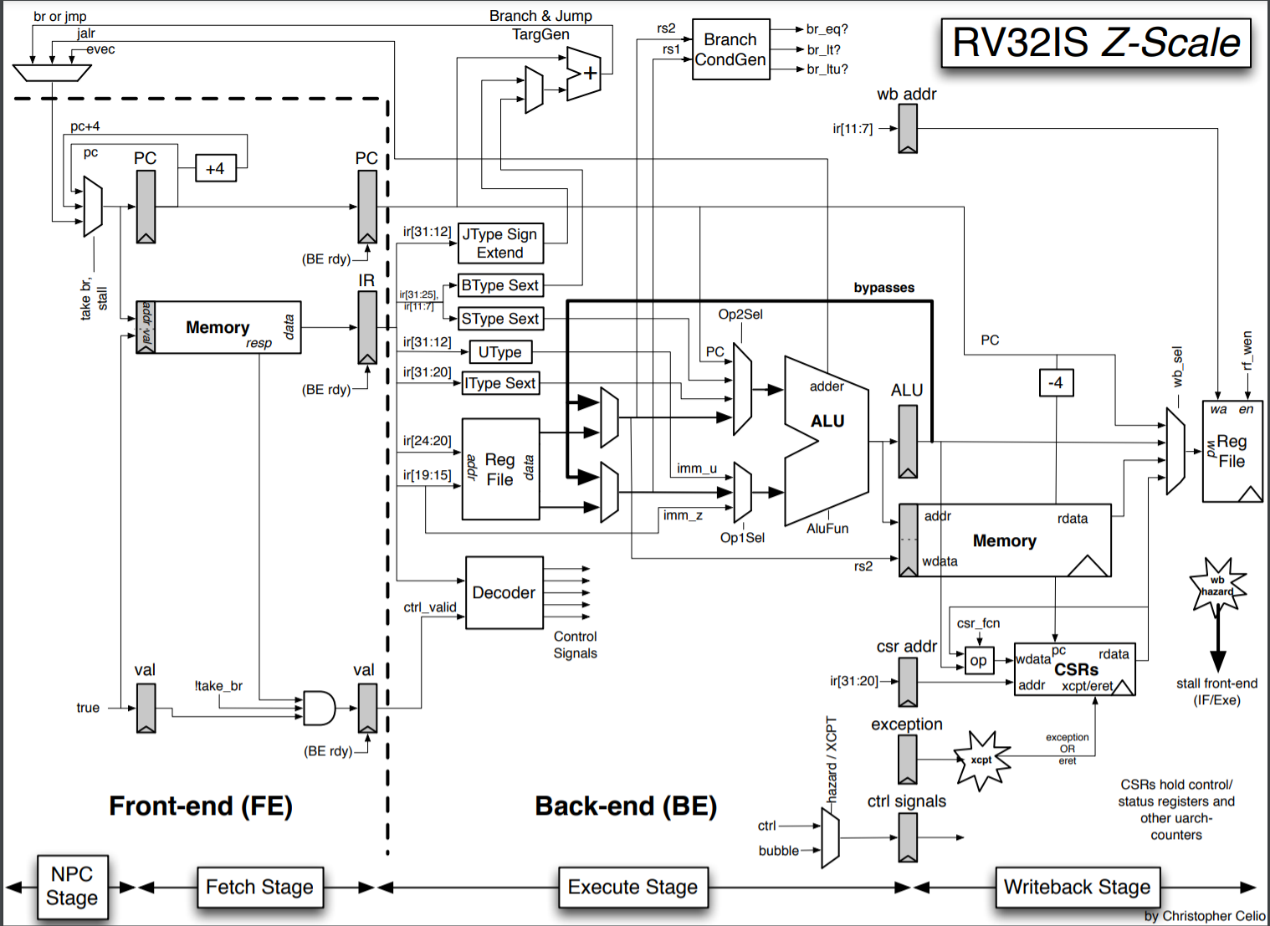 br or jmp
jalr
evec
Branch & Jump
TargGen
+
rs2
rs1
Branch
CondGen
br_eq?
br_lt?
br_ltu?
RV32IS Z-Scale
wb addr
ir[11:7]
pc+4
pc
PC
+4
PC
(BE rdy)
take br,
stall
addr
val
Memory
resp
data
IR
(BE rdy)
ir[31:12]
JType Sign
Extend
ir[31:25],
ir[11:7]
BType Sext
SType Sext
ir[31:12]
UType
ir[31:20]
IType Sext
ir[24:20]
ir[19:15]
addr
Reg
File
data
bypasses
Op2Sel
PC
adder
ALU
imm_u
imm_z
Op1Sel
AluFun
ALU
PC
-4
wb_sel
rf_wen
wa
en
wd
Reg
File
addr
rdata
Memory
wdata
rs2
Decoder
ctrl_valid
Control
Signals
wb
hazard
stall front-end
(IF/Exe)
csr_fcn
op
csr addr
ir[31:20]
wdata
pc
rdata
CSRs
addr
xcpt/eret
val
true
!take_br
val
(BE rdy)
exception
xcpt
exception
OR
eret
hazard / XCPT
ctrl signals
ctrl
bubble
CSRs hold control/
status registers and
other uarch-
counters
Front-end (FE)
Back-end (BE)
NPC
Stage
Fetch Stage
Execute Stage
Writeback Stage
by Christopher Celio